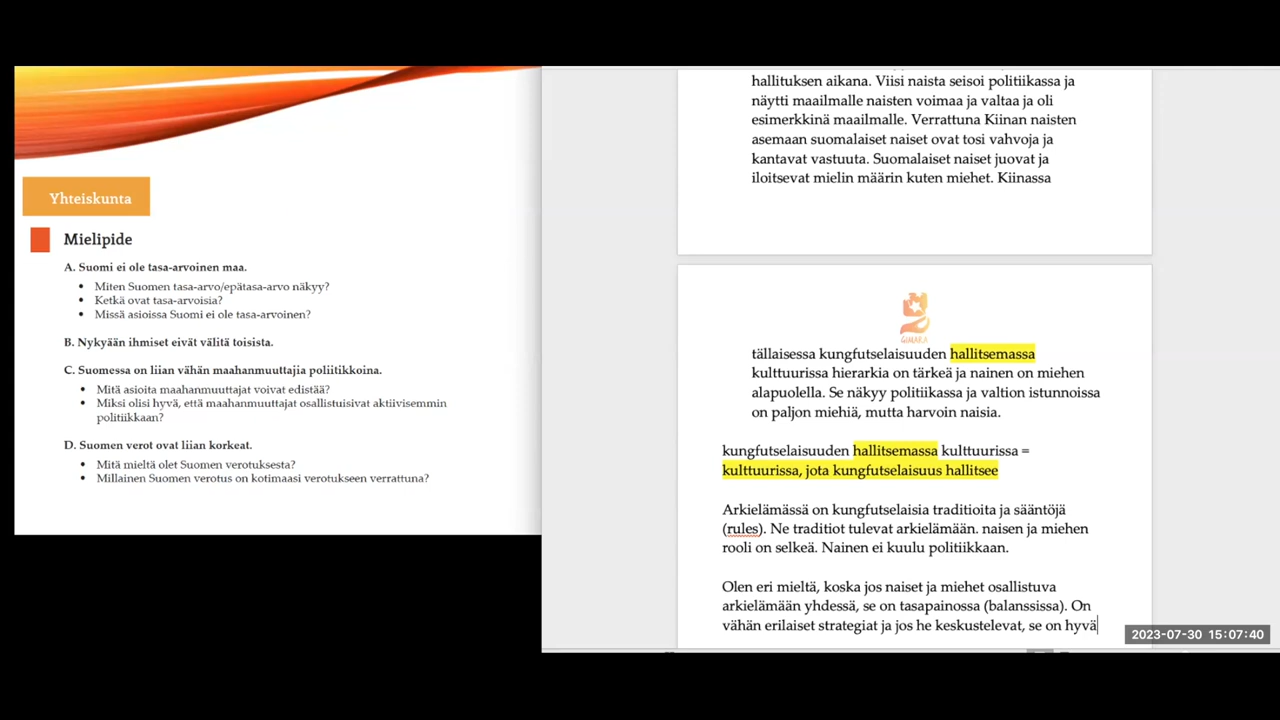 Yhteiskunta
Mielipide
A. Suomi ei ole tasa-arvoinen maa.
• Miten Suomen tasa-arvo/epätasa-arvo näkyy?
• Ketkä ovat tasa-arvoisia?
• Missä asioissa Suomi ei ole tasa-arvoinen?
B. Nykyään ihmiset eivät välitä toisista.
C. Suomessa on liian vähän maahanmuuttajia poliitikkoina.
• Mitä asioita maahanmuuttajat voivat edistää?
• Miksi olisi hyvä, että maahanmuuttajat osallistuisivat aktiivisemmin
politiikkaan?
D. Suomen verot ovat liian korkeat.
• Mitä mieltä olet Suomen verotuksesta?
• Millainen Suomen verotus on kotimaasi verotukseen verrattuna?
hallituksen aikana. Viisi naista seisoi politiikassa ja
näytti maailmalle naisten voimaa ja valtaa ja oli
esimerkkinä maailmalle. Verrattuna Kiinan naisten
asemaan suomalaiset naiset ovat tosi vahvoja ja
kantavat vastuuta. Suomalaiset naiset juovat ja
iloitsevat mielin määrin kuten miehet. Kiinassa
GIMARA
tällaisessa kungfutselaisuuden hallitsemassa
kulttuurissa hierarkia on tärkeä ja nainen on miehen
alapuolella. Se näkyy politiikassa ja valtion istunnoissa
on paljon miehiä, mutta harvoin naisia.
kungfutselaisuuden hallitsemassa kulttuurissa =
kulttuurissa, jota kungfutselaisuus hallitsee
Arkielämässä on kungfutselaisia traditioita ja sääntöjä
(rules). Ne traditiot tulevat arkielämään. naisen ja miehen
rooli on selkeä. Nainen ei kuulu politiikkaan.
Olen eri mieltä, koska jos naiset ja miehet osallistuva
arkielämään yhdessä, se on tasapainossa (balanssissa). On
vähän erilaiset strategiat ja jos he keskustelevat, se on hyvä
2023-07-30 15:07:40